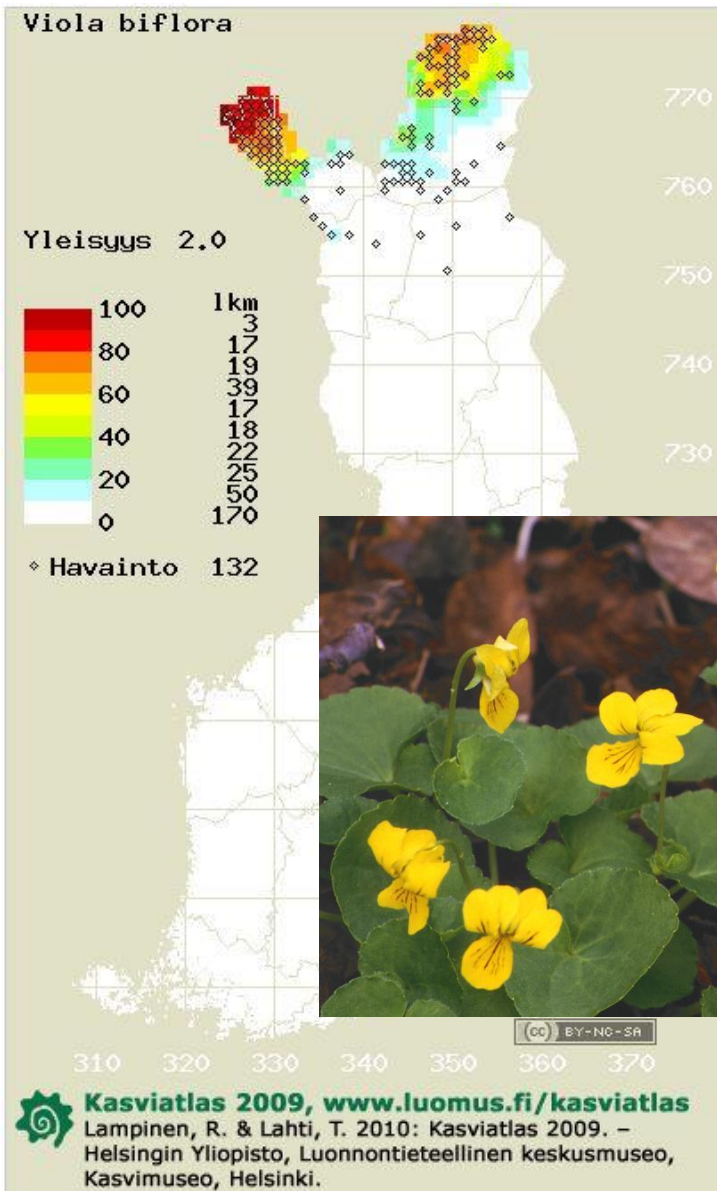 Viola biflora
770
760
Yleisyys 2.0
750
100 lkm
3
80 17
19
60 39
17
40 18
22
20 25
50
0 170
740
730
◇ Havainto 132
(cc) BY-NC-SA
310 320 330 340 350 360 370
Kasviatlas 2009, www.luomus.fi/kasviatlas
Lampinen, R. & Lahti, T. 2010: Kasviatlas 2009. –
Helsingin Yliopisto, Luonnontieteellinen keskusmuseo,
Kasvimuseo, Helsinki.